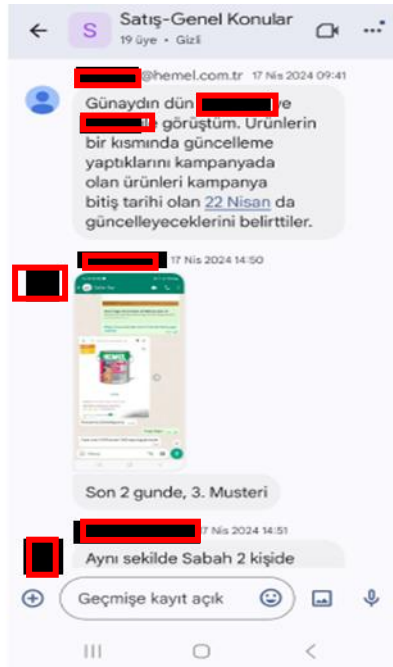 Satış-Genel Konular
S
19 üye • Gizli
@hemel.com.tr 17 Nis 2024 09:41
Günaydın dün
görüştüm. Ürünlerin
bir kısmında güncelleme
yaptıklarını kampanyada
olan ürünleri kampanya
bitiş tarihi olan 22 Nisan da
güncelleyeceklerini belirttiler.
17 Nis 2024 14:50
HEMEL
Son 2 gunde, 3. Musteri
7 Nis 2024 14:51
Aynı sekilde Sabah 2 kişide
Geçmişe kayıt açık